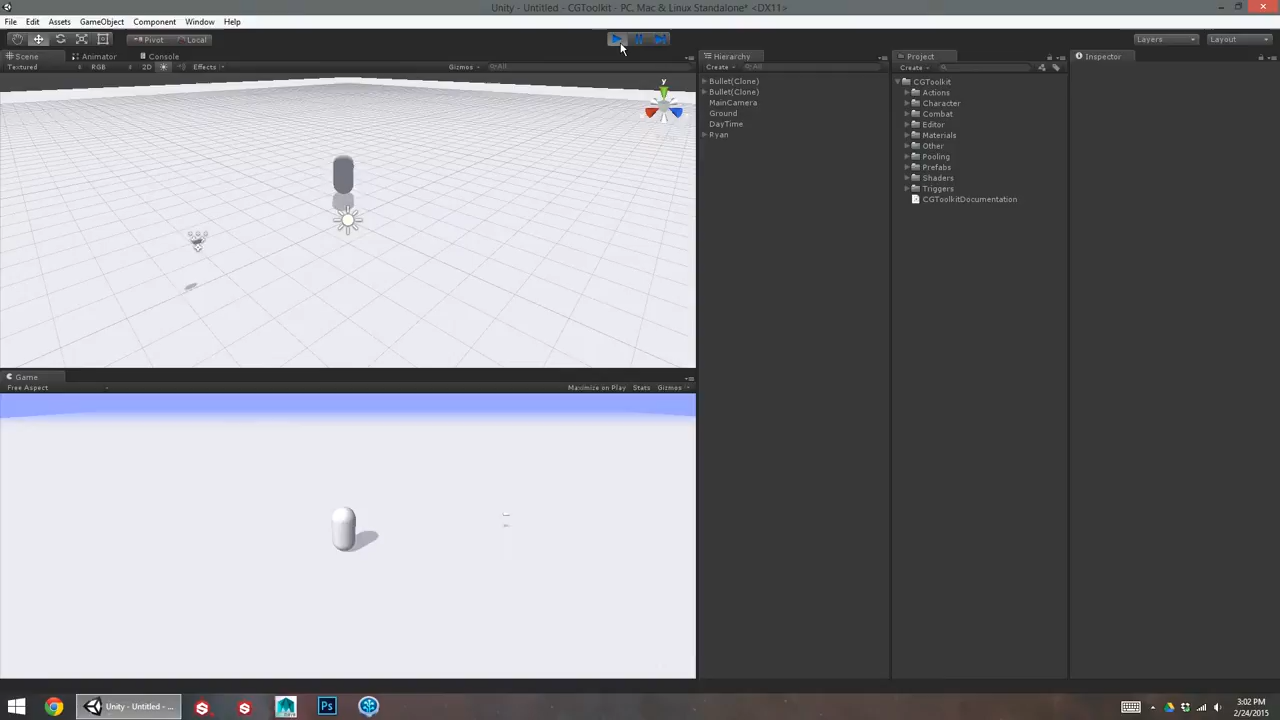 Unity - Untitled - CGToolkit - PC, Mac & Linux Standalone* <DX11>
File Edit Assets GameObject Component Window Help
Pivot Local Layers Layout
Scene Animator Console
Textured RGB 2D Effects Gizmos All
Hierarchy
Create All
Bullet(Clone)
Bullet(Clone)
MainCamera
Ground
DayTime
Ryan
Project
Create
CGToolkit
Actions
Character
Combat
Editor
Materials
Other
Pooling
Prefabs
Shaders
Triggers
CGToolkitDocumentation
Inspector
y
Game
Free Aspect Maximize on Play Stats Gizmos
Unity - Untitled - ...
Ps
3:02 PM
2/24/2015